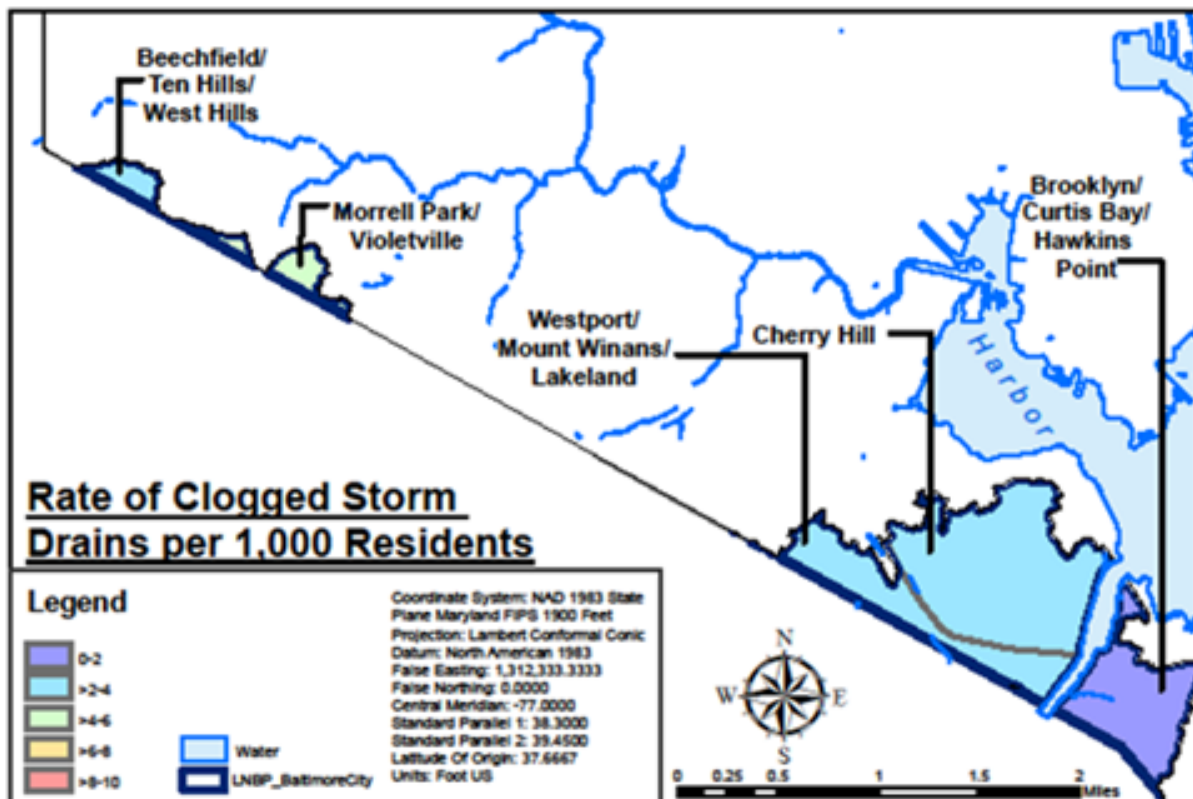 Beechfield/
Ten Hills/
West Hills
Morrell Park/
Violetville
Brooklyn/
Curtis Bay/
Hawkins
Point
Westport/
Mount Winans/
Lakeland
Cherry Hill
Harbor
Rate of Clogged Storm
Drains per 1,000 Residents
Legend
0-2
>2-4
>4-6
>6-8
>8-10
Water
LNBP_BaltimoreCity
Coordinate System: NAD 1983 State
Plane Maryland FIPS 1900 Feet
Projection: Lambert Conformal Conic
Datum: North American 1983
False Easting: 1,312,333.3333
False Northing: 0.0000
Central Meridian: -77.0000
Standard Parallel 1: 38.3000
Standard Parallel 2: 39.4500
Latitude Of Origin: 37.6667
Units: Foot US
N
W E
S
0 0.25 0.5 1 1.5 2
Miles